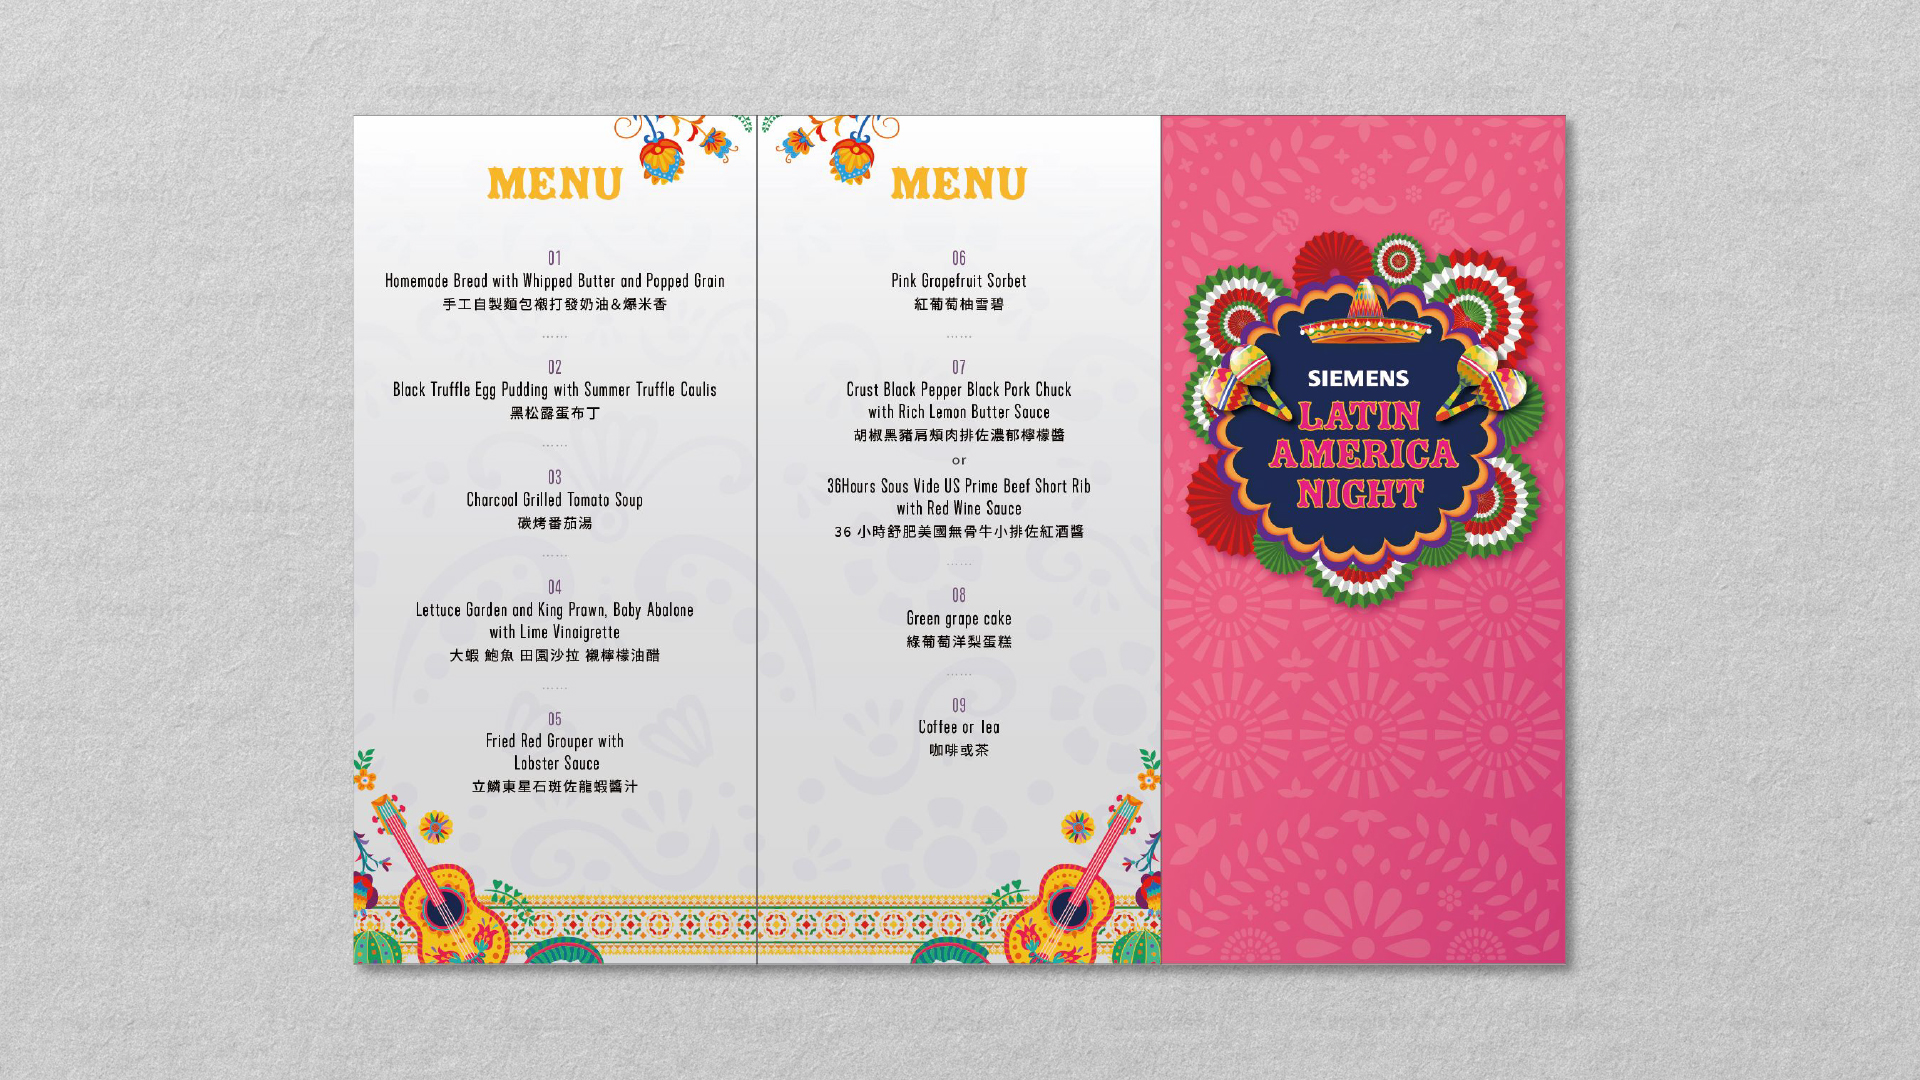 MENU
01
Homemade Bread with Whipped Butter and Popped Grain
手工自製麵包襯打發奶油&爆米香
......
02
Black Truffle Egg Pudding with Summer Truffle Caulis
黑松露蛋布丁
......
03
Charcoal Grilled Tomato Soup
碳烤番茄湯
......
04
Lettuce Garden and King Prawn, Baby Abalone
with Lime Vinaigrette
大蝦 鮑魚 田園沙拉 襯檸檬油醋
......
05
Fried Red Grouper with
Lobster Sauce
立鱗東星石斑佐龍蝦醬汁
MENU
06
Pink Grapefruit Sorbet
紅葡萄柚雪碧
......
07
Crust Black Pepper Black Pork Chuck
with Rich Lemon Butter Sauce
胡椒黑豬肩頰肉排佐濃郁檸檬醬
or
36Hours Sous Vide US Prime Beef Short Rib
with Red Wine Sauce
36 小時舒肥美國無骨牛小排佐紅酒醬
......
08
Green grape cake
綠葡萄洋梨蛋糕
......
09
Coffee or Tea
咖啡或茶
SIEMENS
LATIN
AMERICA
NIGHT